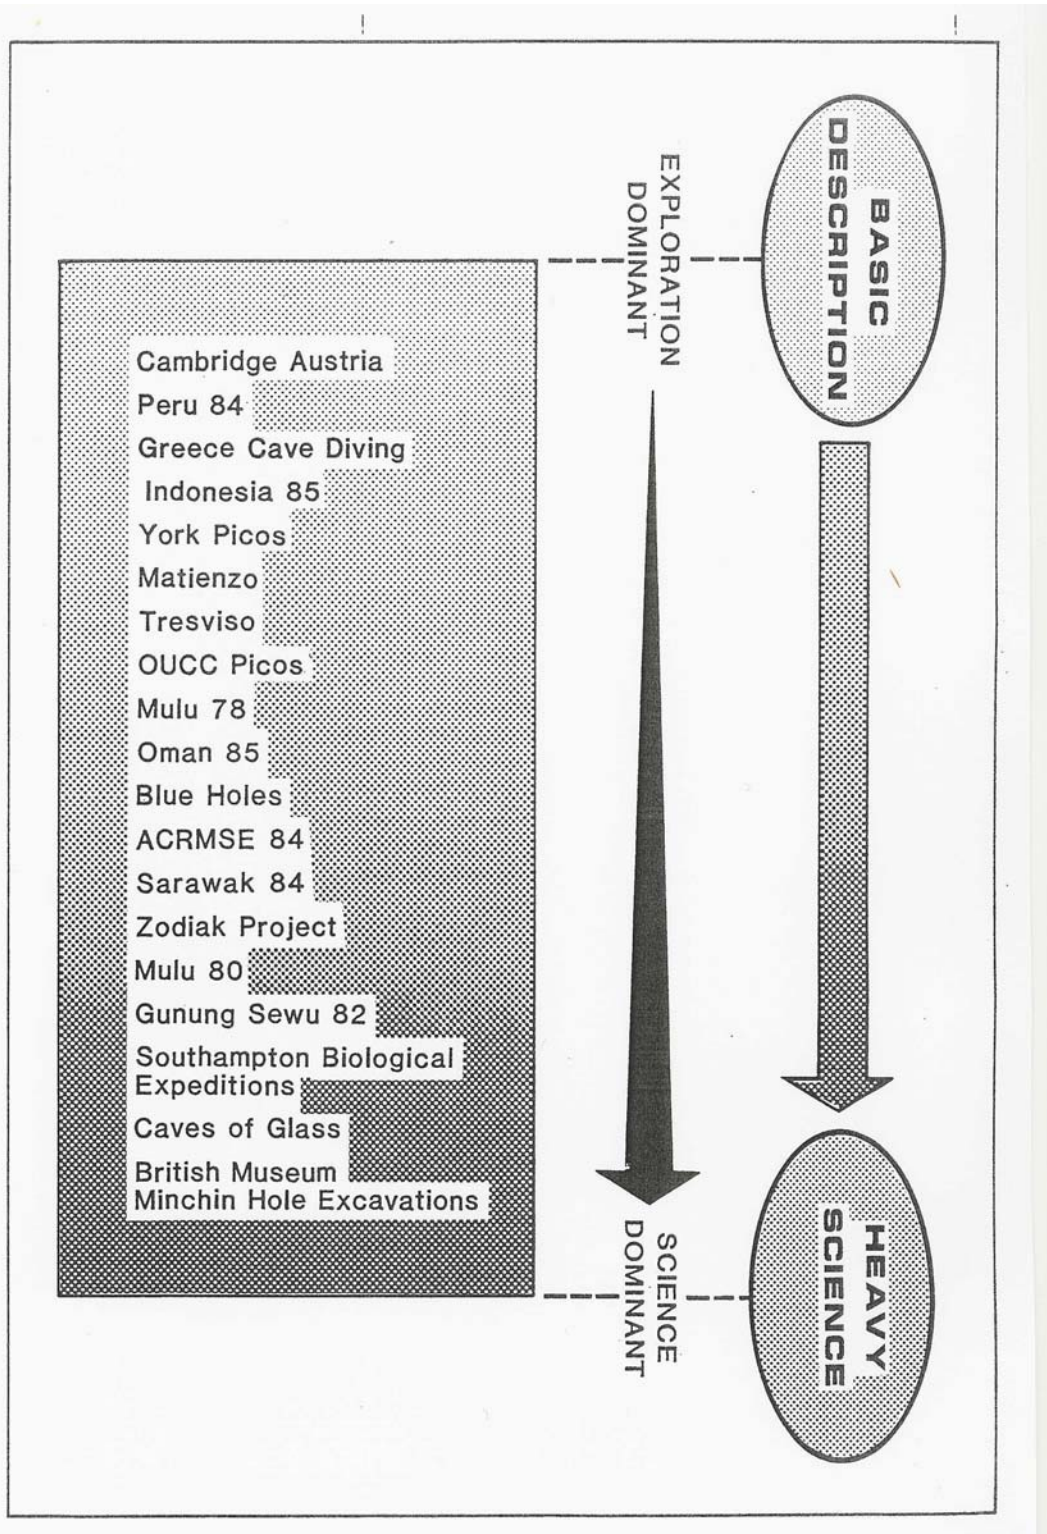 BASIC
DESCRIPTION
EXPLORATION
DOMINANT
Cambridge Austria
Peru 84
Greece Cave Diving
Indonesia 85
York Picos
Matienzo
Tresviso
OUCC Picos
Mulu 78
Oman 85
Blue Holes
ACRMSE 84
Sarawak 84
Zodiak Project
Mulu 80
Gunung Sewu 82
Southampton Biological
Expeditions
Caves of Glass
British Museum
Minchin Hole Excavations
SCIENCE
DOMINANT
HEAVY
SCIENCE